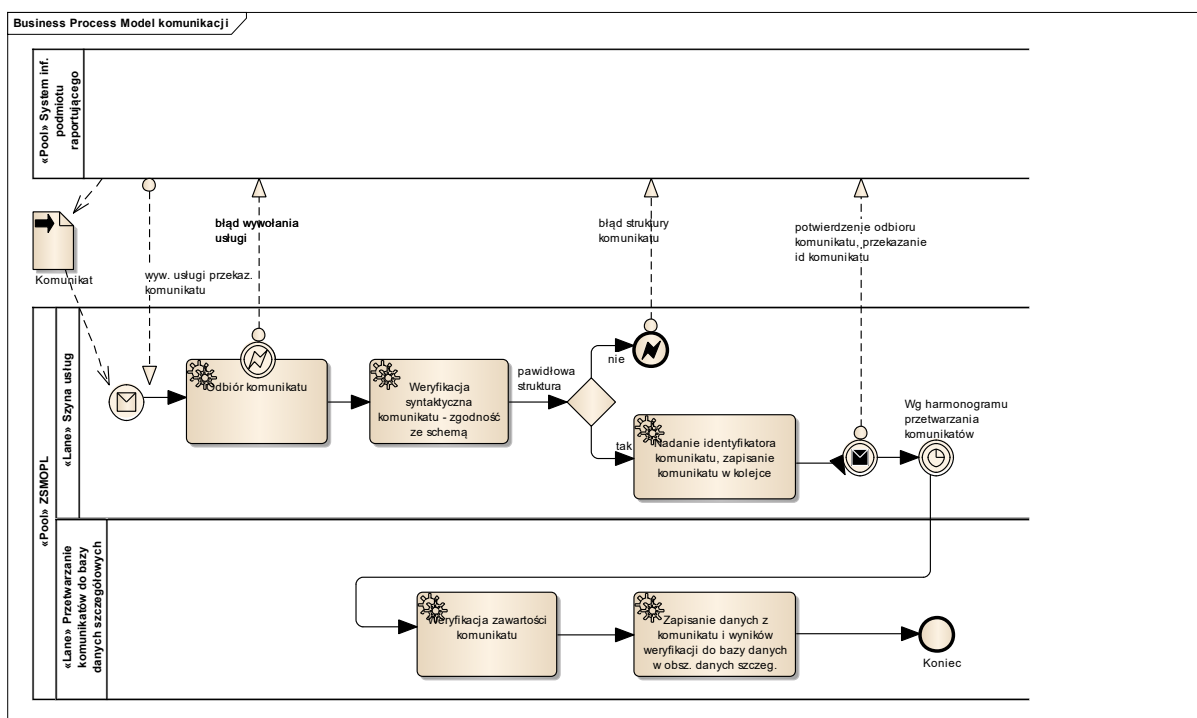 Business Process Model komunikacji
«Pool» System inf.
podmiotu
raportującego
Komunikat
wyw. usługi przekaz.
komunikatu
błąd wywołania
usługi
błąd struktury
komunikatu
potwierdzenie odbioru
komunikatu, przekazanie
id komunikatu
«Pool» ZSMOPL
«Lane» Szyna usług
Odbiór komunikatu
Weryfikacja
syntaktyczna
komunikatu - zgodność
ze schemą
pawidłowa
struktura
nie
tak
Nadanie identyfikatora
komunikatu, zapisanie
komunikatu w kolejce
Wg harmonogramu
przetwarzania
komunikatów
«Lane» Przetwarzanie
komunikatów do bazy
danych szczegółowych
Weryfikacja zawartości
komunikatu
Zapisanie danych z
komunikatu i wyników
weryfikacji do bazy danych
w obsz. danych szczeg.
Koniec